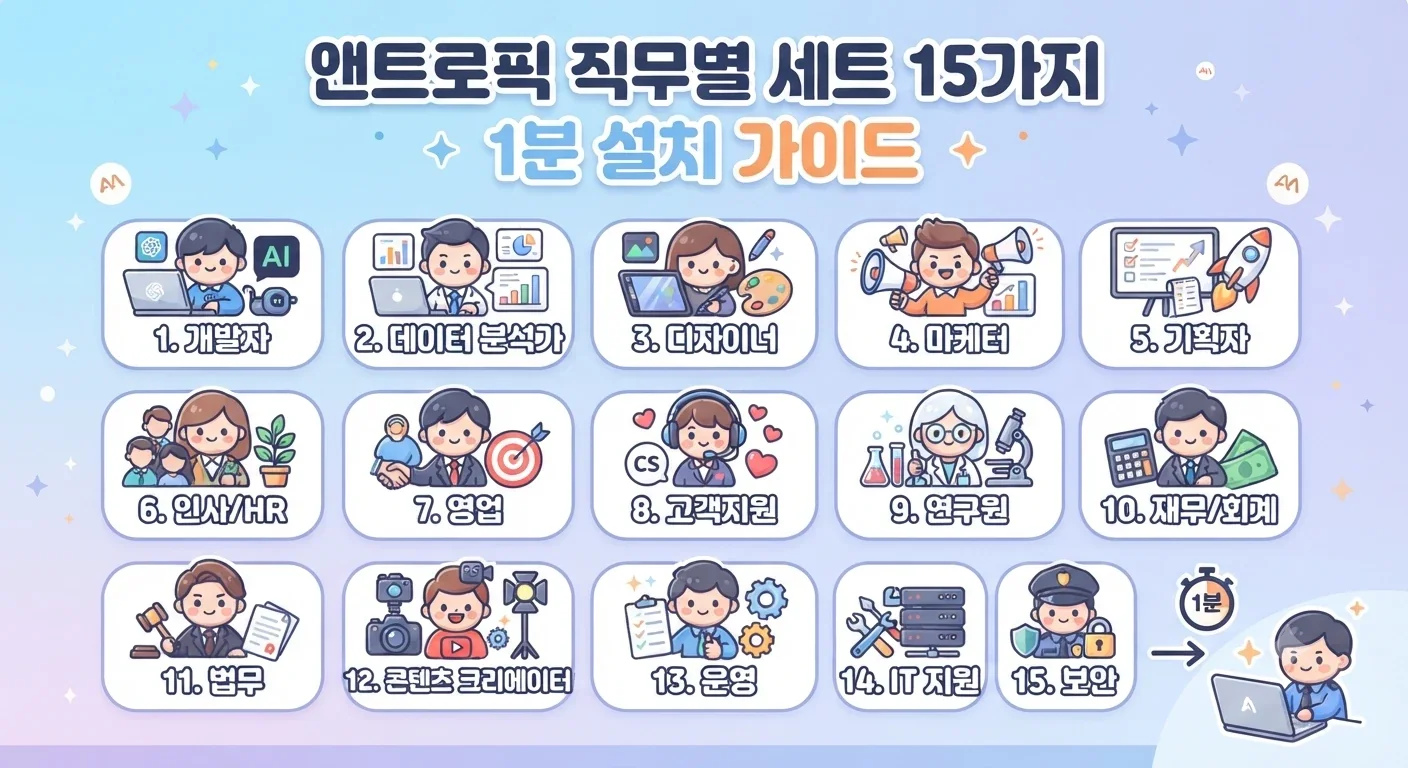 앤트로픽 직무별 세트 15가지
1분 설치 가이드
AI
1. 개발자
2. 데이터 분석가
3. 디자이너
4. 마케터
5. 기획자
6. 인사/HR
7. 영업
CS
8. 고객지원
9. 연구원
10. 재무/회계
11. 법무
12. 콘텐츠 크리에이터
13. 운영
14. IT 지원
15. 보안
1분
A